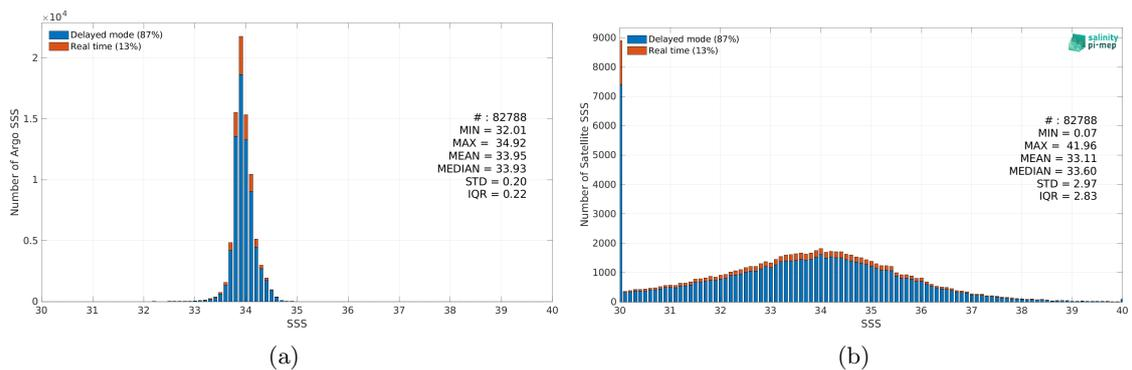 ×10^4
Delayed mode (87%)
Real time (13%)
2
1.5
1
0.5
0
Number of Argo SSS
# : 82788
MIN = 32.01
MAX = 34.92
MEAN = 33.95
MEDIAN = 33.93
STD = 0.20
IQR = 0.22
30 31 32 33 34 35 36 37 38 39 40
SSS
(a)
9000
8000
7000
6000
5000
4000
3000
2000
1000
0
Number of Satellite SSS
Delayed mode (87%)
Real time (13%)
salinity
pi-mep
# : 82788
MIN = 0.07
MAX = 41.96
MEAN = 33.11
MEDIAN = 33.60
STD = 2.97
IQR = 2.83
30 31 32 33 34 35 36 37 38 39 40
SSS
(b)